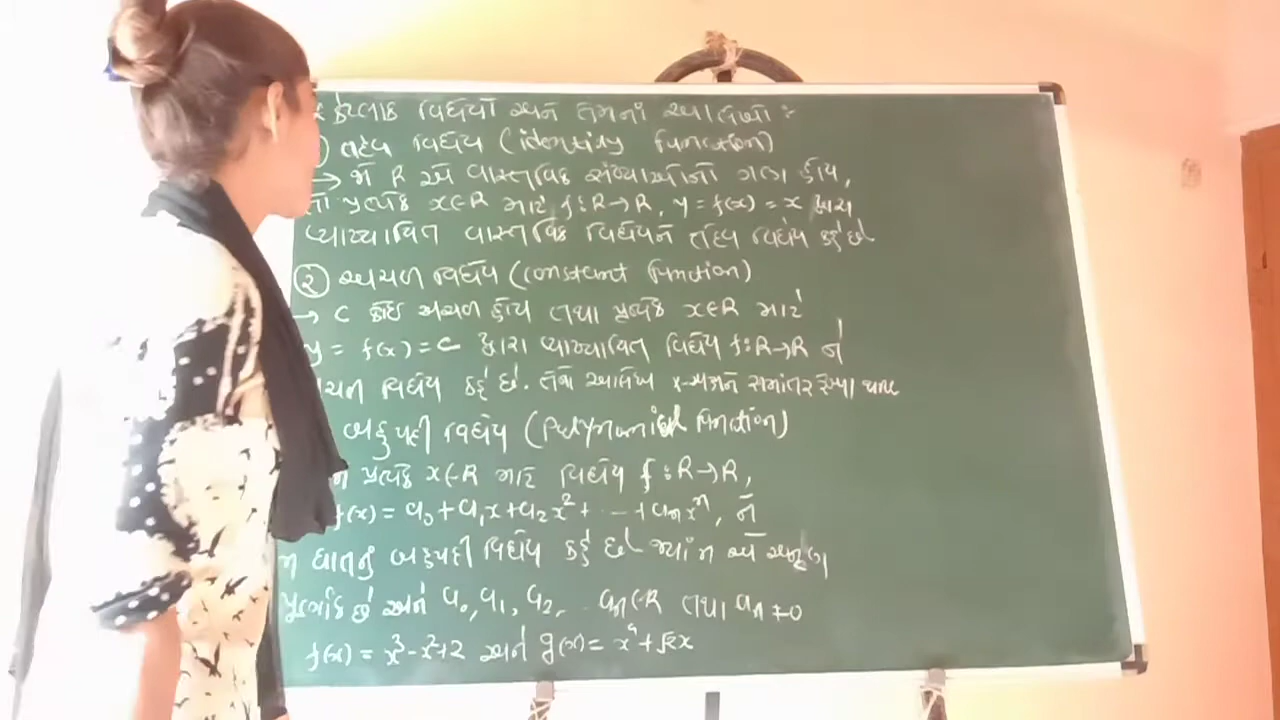 કેટલાક વિધેયો અને તેમનાં આલેખો :
તદેવ વિધેય (identity function)
→ જો R એ વાસ્તવિક સંખ્યાઓનો ગણ હોય,
તો પ્રત્યેક x∈R માટે f:R→R, y=f(x)=x દ્વારા
વ્યાખ્યાયિત વાસ્તવિક વિધેયને તદેવ વિધેય કહે છે
② અચળ વિધેય (constant function)
→ c કોઈ અચળ હોય તથા પ્રત્યેક x∈R માટે
y = f(x) = c દ્વારા વ્યાખ્યાયિત વિધેય f:R→R ને
અચળ વિધેય કહે છે. તેનો આલેખ x-અક્ષને સમાંતર રેખા થાય
બહુપદી વિધેય (Polynomial function)
પ્રત્યેક x∈R માટે વિધેય f:R→R,
f(x) = a₀+a₁x+a₂x²+ ... +aₙxⁿ, ને
n ઘાતનું બહુપદી વિધેય કહે છે જ્યાં n એ અનૃણ
પૂર્ણાંક છે અને a₀, a₁, a₂, .. aₙ∈R તથા aₙ≠0
f(x) = x³-x²+2 અને g(x) = x⁴+√2x